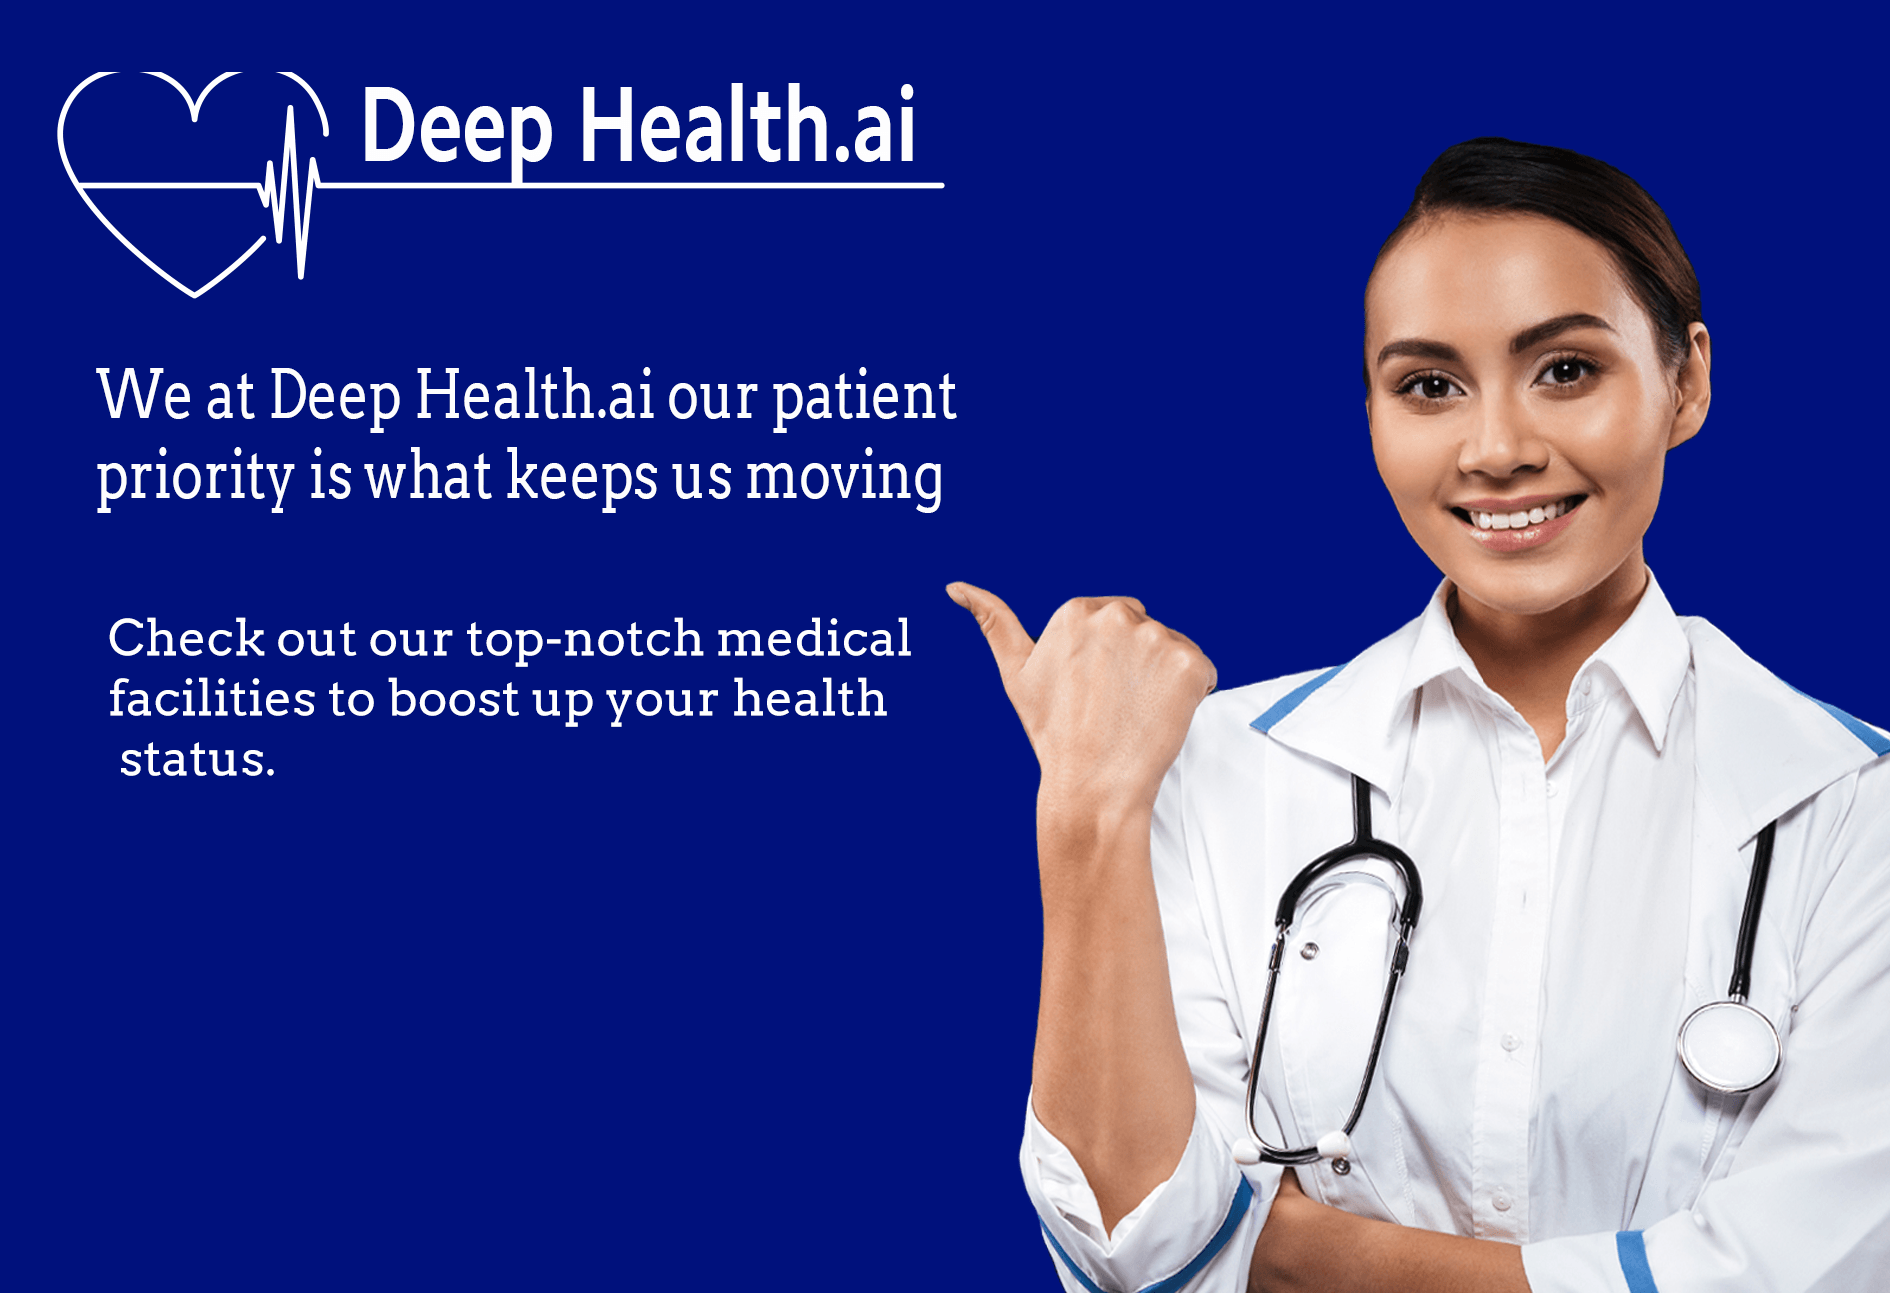 Deep Health.ai
We at Deep Health.ai our patient
priority is what keeps us moving
Check out our top-notch medical
facilities to boost up your health
status.